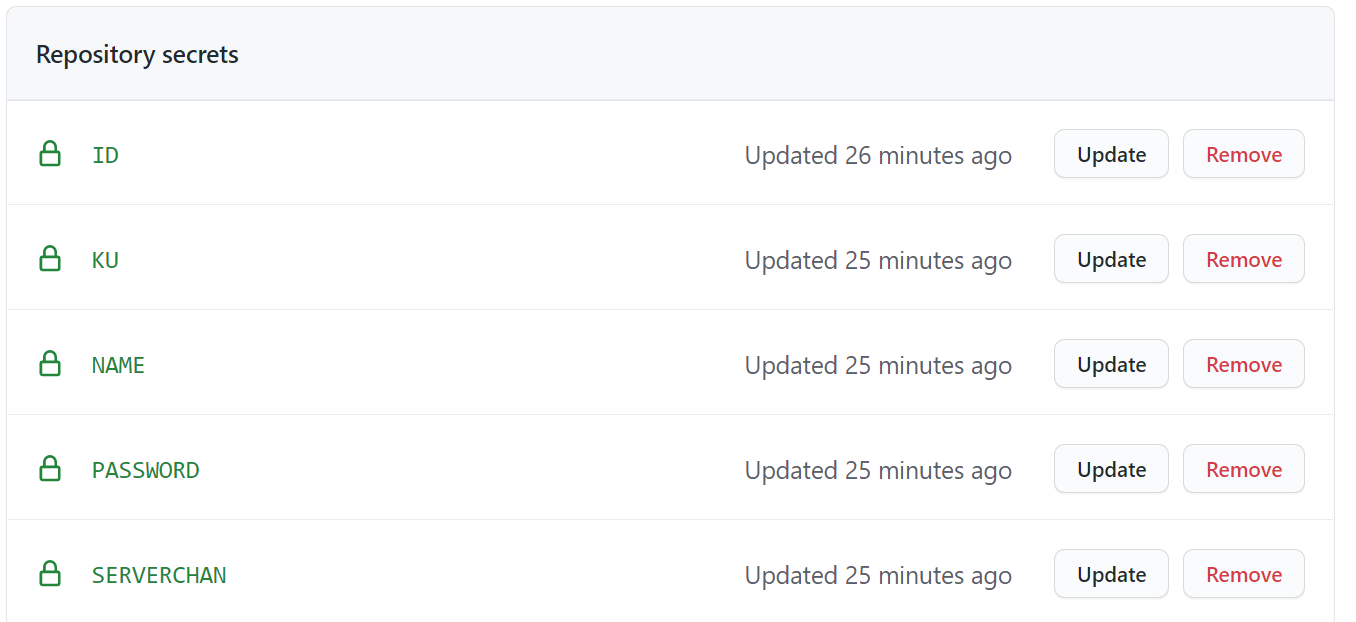 Repository secrets
ID Updated 26 minutes ago Update Remove
KU Updated 25 minutes ago Update Remove
NAME Updated 25 minutes ago Update Remove
PASSWORD Updated 25 minutes ago Update Remove
SERVERCHAN Updated 25 minutes ago Update Remove